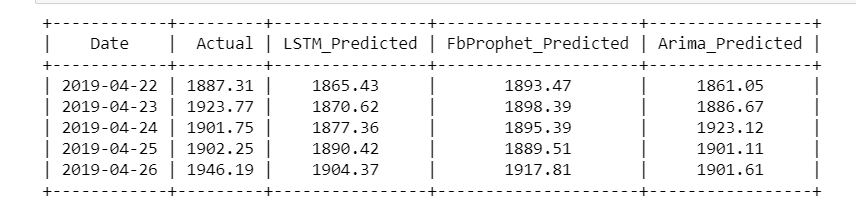 +------------+---------+----------------+----------------------+-----------------+
|    Date    |  Actual | LSTM_Predicted | FbProphet_Predicted | Arima_Predicted |
+------------+---------+----------------+----------------------+-----------------+
| 2019-04-22 | 1887.31 |    1865.43     |       1893.47       |     1861.05     |
| 2019-04-23 | 1923.77 |    1870.62     |       1898.39       |     1886.67     |
| 2019-04-24 | 1901.75 |    1877.36     |       1895.39       |     1923.12     |
| 2019-04-25 | 1902.25 |    1890.42     |       1889.51       |     1901.11     |
| 2019-04-26 | 1946.19 |    1904.37     |       1917.81       |     1901.61     |
+------------+---------+----------------+----------------------+-----------------+